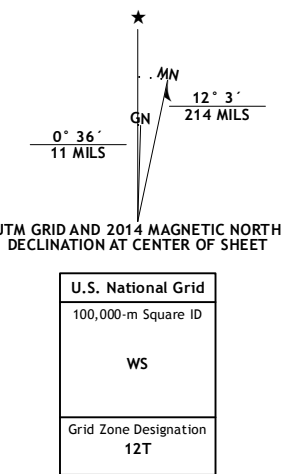 MN
GN
12° 3´
214 MILS
0° 36´
11 MILS
UTM GRID AND 2014 MAGNETIC NORTH
DECLINATION AT CENTER OF SHEET
U.S. National Grid
100,000-m Square ID
WS
Grid Zone Designation
12T